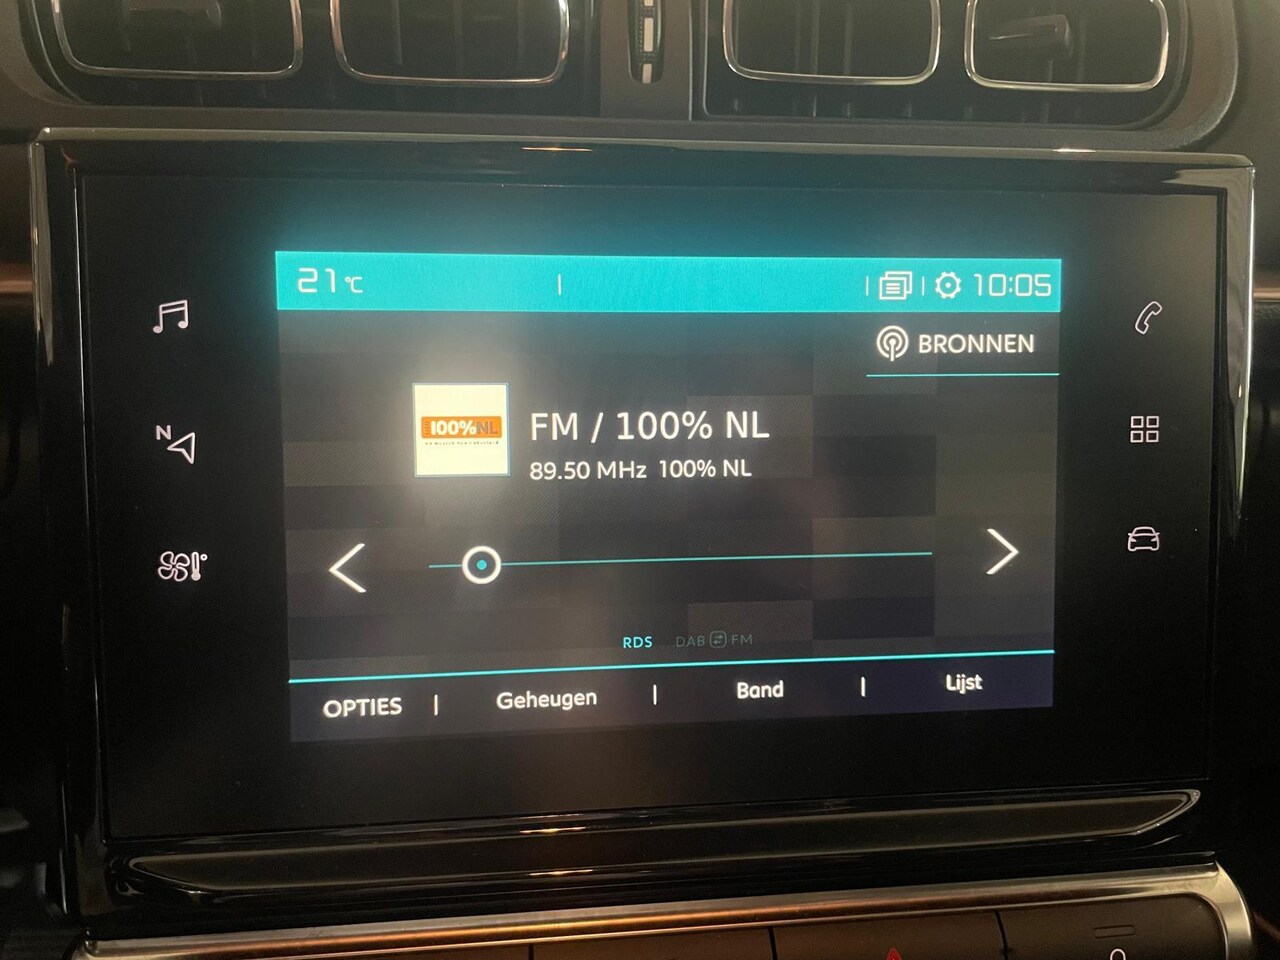 21 °C
10:05
BRONNEN
100%NL
FM / 100% NL
89.50 MHz 100% NL
N
RDS DAB FM
OPTIES | Geheugen | Band | Lijst